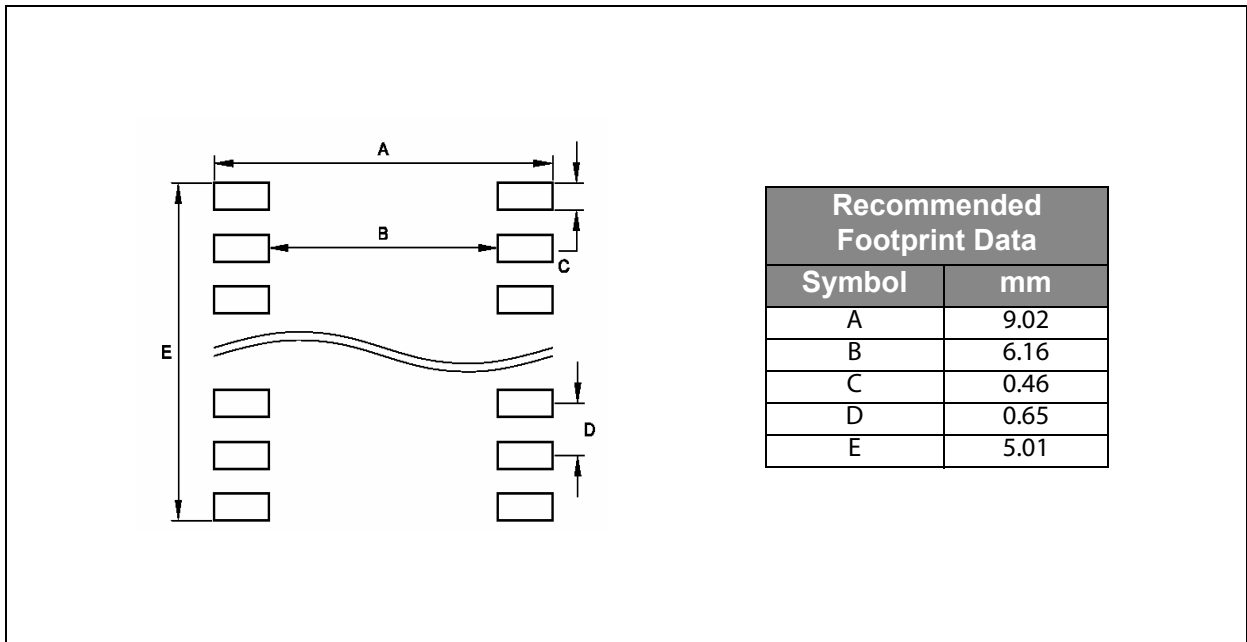 A
B
C
E
D
Recommended
Footprint Data
Symbol mm
A 9.02
B 6.16
C 0.46
D 0.65
E 5.01